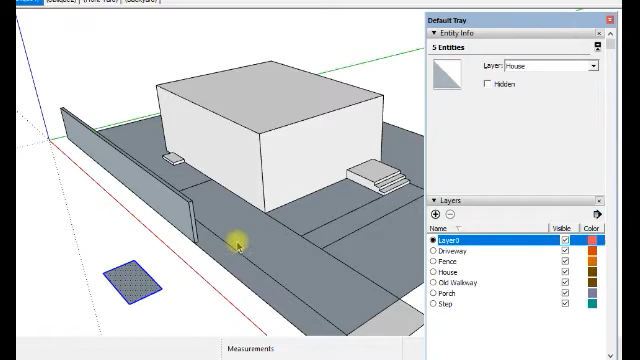 Default Tray
Entity Info
5 Entities
Layer: House
Hidden
Layers
Name Visible Color
Layer0
Driveway
Fence
House
Old Walkway
Porch
Step
Measurements